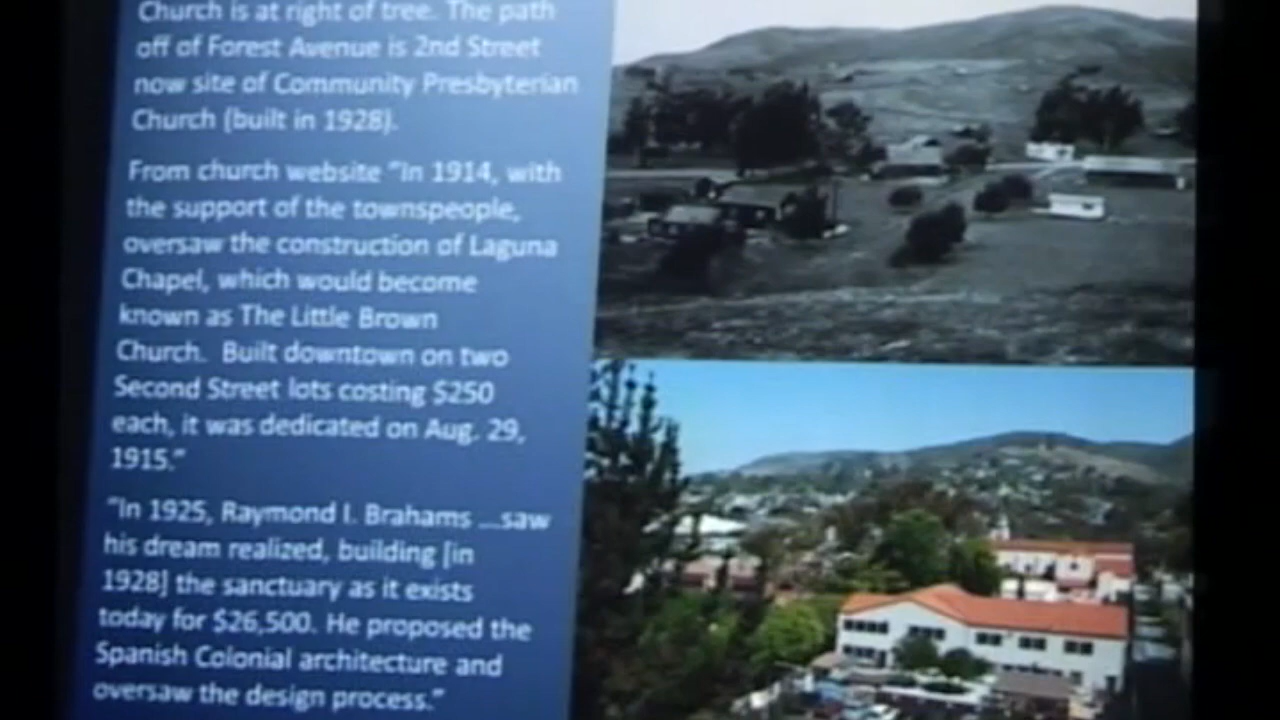 Church is at right of tree. The path
off of Forest Avenue is 2nd Street
now site of Community Presbyterian
Church (built in 1928).
From church website "In 1914, with
the support of the townspeople,
oversaw the construction of Laguna
Chapel, which would become
known as The Little Brown
Church. Built downtown on two
Second Street lots costing $250
each, it was dedicated on Aug. 29,
1915."
"In 1925, Raymond I. Brahams ...saw
his dream realized, building [in
1928] the sanctuary as it exists
today for $26,500. He proposed the
Spanish Colonial architecture and
oversaw the design process."